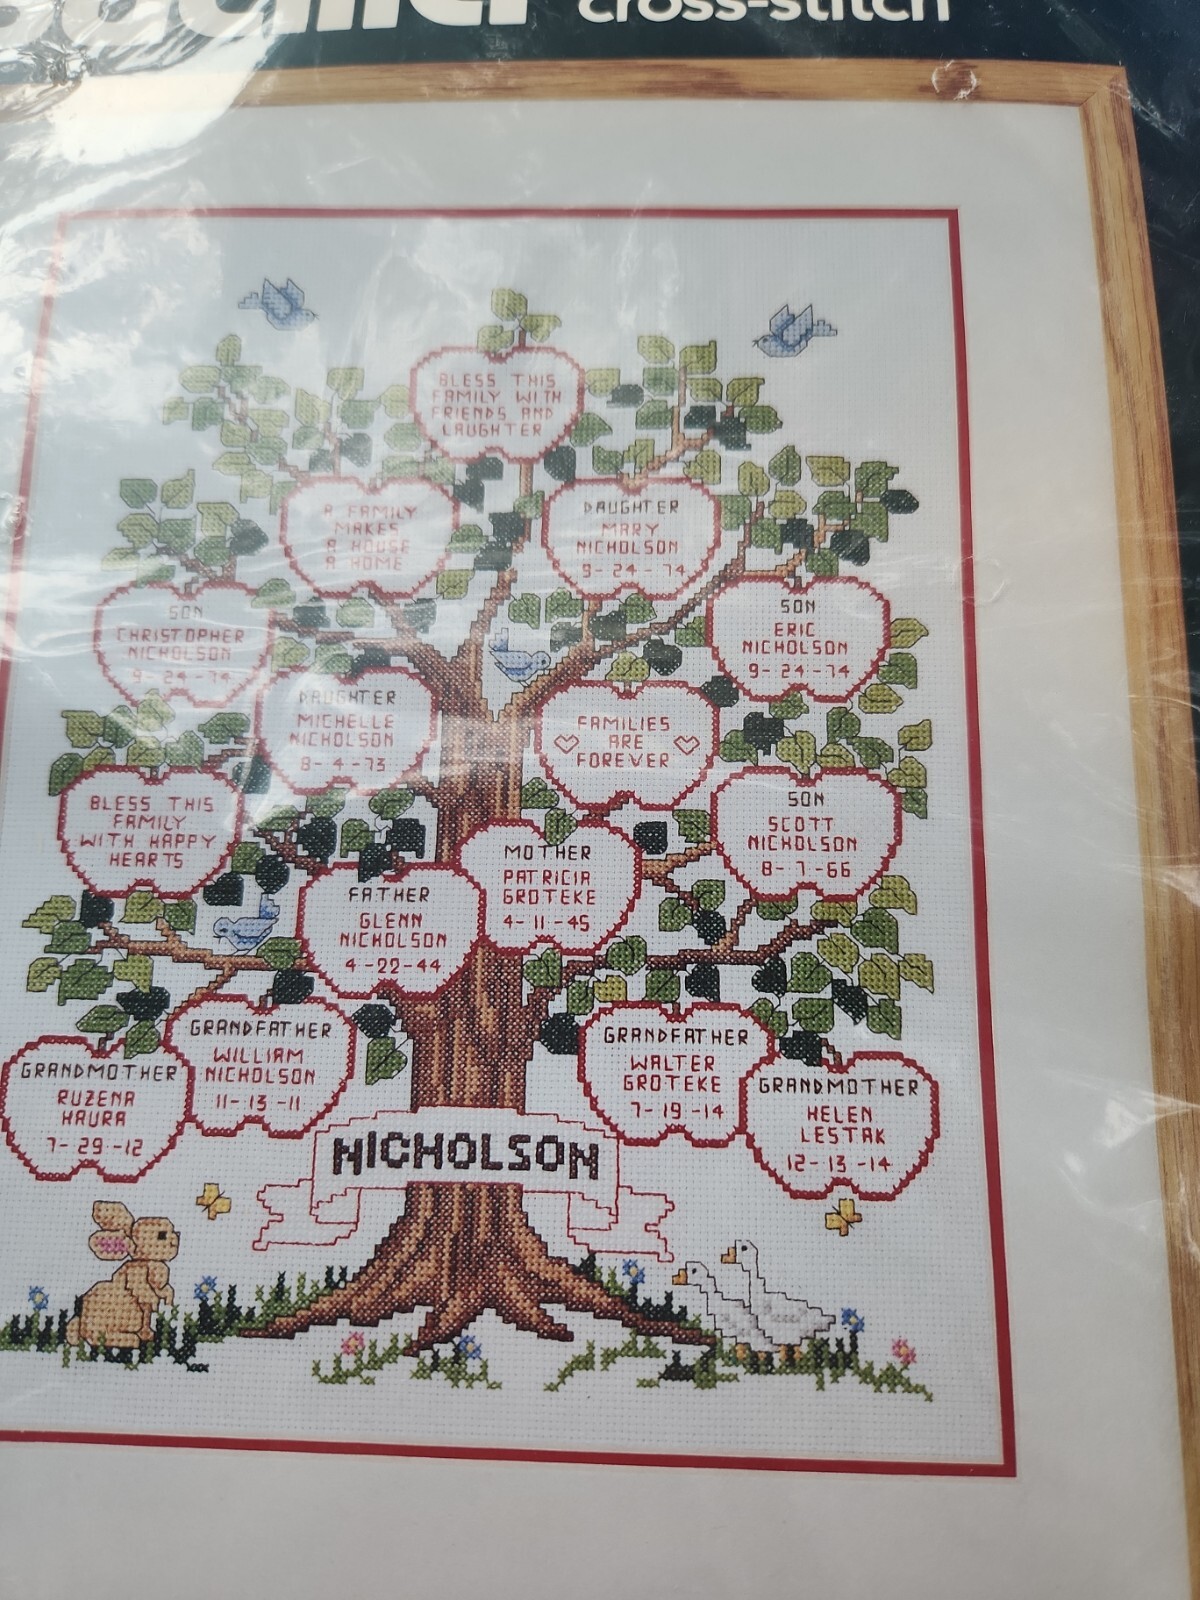 cross-stitch
BLESS THIS
FAMILY WITH
FRIENDS AND
LAUGHTER
A FAMILY
MAKES
A HOUSE
A HOME
DAUGHTER
MARY
NICHOLSON
9-24-74
SON
CHRISTOPHER
NICHOLSON
9-24-74
SON
ERIC
NICHOLSON
9-24-74
DAUGHTER
MICHELLE
NICHOLSON
8-4-73
FAMILIES
ARE
FOREVER
BLESS THIS
FAMILY
WITH HAPPY
HEARTS
SON
SCOTT
NICHOLSON
8-7-66
FATHER
GLENN
NICHOLSON
4-22-44
MOTHER
PATRICIA
GROTEKE
4-11-45
GRANDMOTHER
RUZENA
HAURA
7-29-12
GRANDFATHER
WILLIAM
NICHOLSON
11-13-11
GRANDFATHER
WALTER
GROTEKE
7-19-14
GRANDMOTHER
HELEN
LESTAK
12-13-14
NICHOLSON